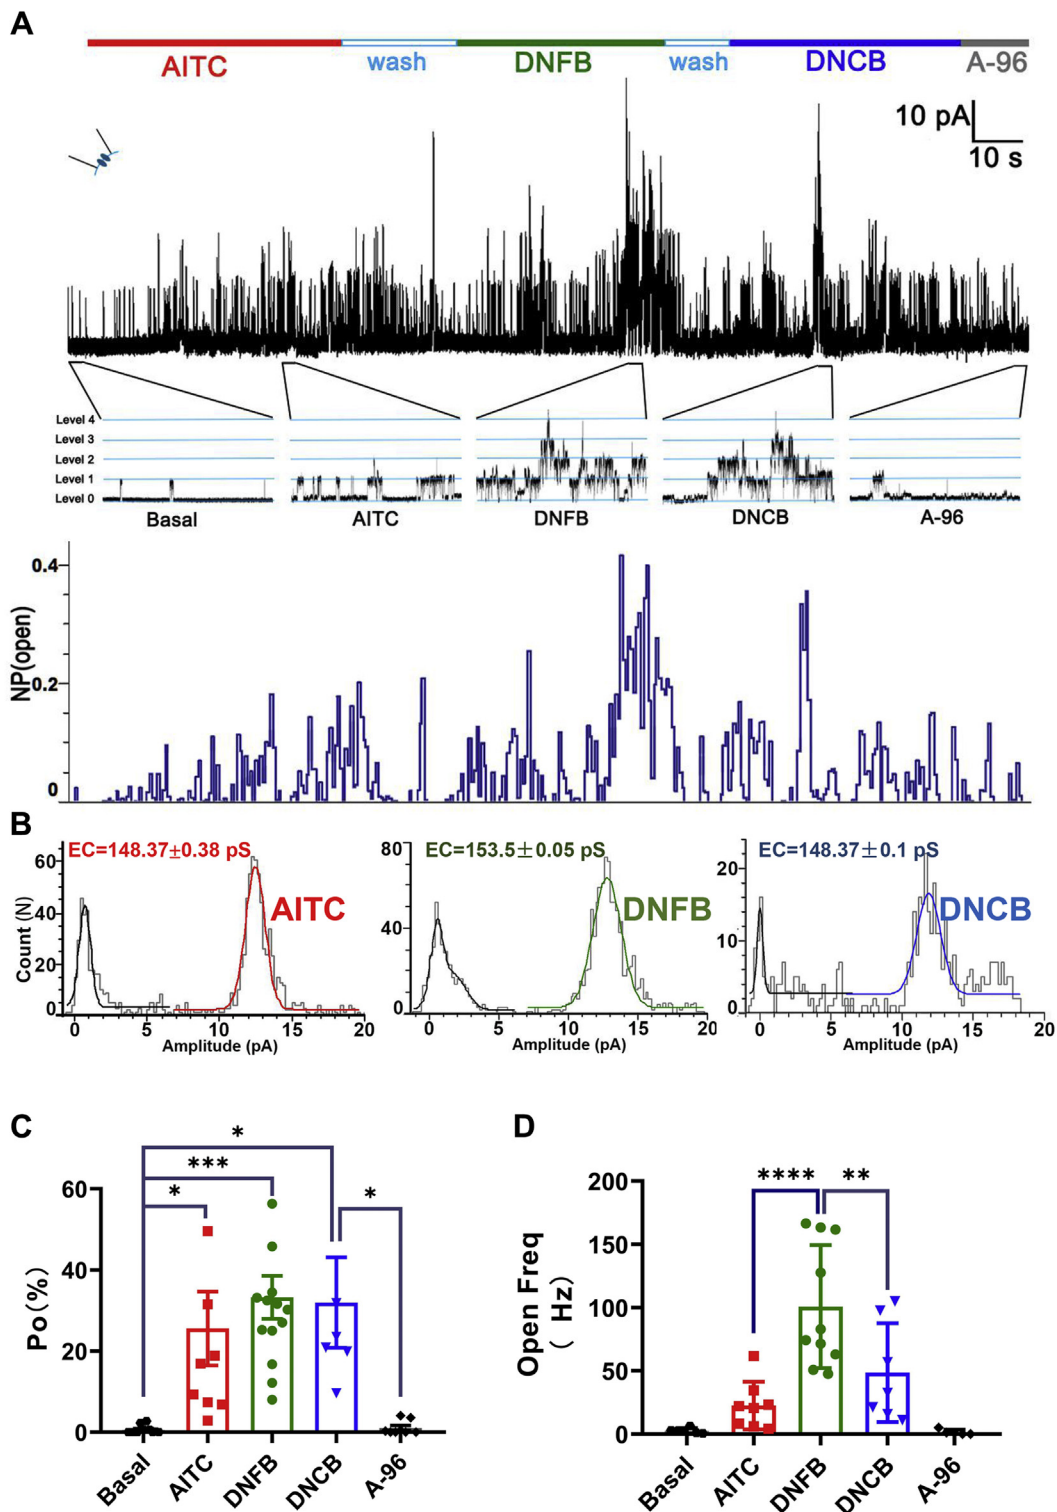 A
AITC wash DNFB wash DNCB A-96
10 pA
10 s
Level 4
Level 3
Level 2
Level 1
Level 0
Basal AITC DNFB DNCB A-96
NP(open)
0.4
0.2
0
B
EC=148.37±0.38 pS
AITC
Count (N)
60
40
20
0
0 5 10 15 20
Amplitude (pA)
EC=153.5±0.05 pS
DNFB
80
40
0
0 5 10 15 20
Amplitude (pA)
EC=148.37±0.1 pS
DNCB
20
10
0
0 5 10 15 20
Amplitude (pA)
C
* *** * *
Po(%)
60
40
20
0
Basal AITC DNFB DNCB A-96
D
**** **
Open Freq
( Hz)
200
150
100
50
0
Basal AITC DNFB DNCB A-96